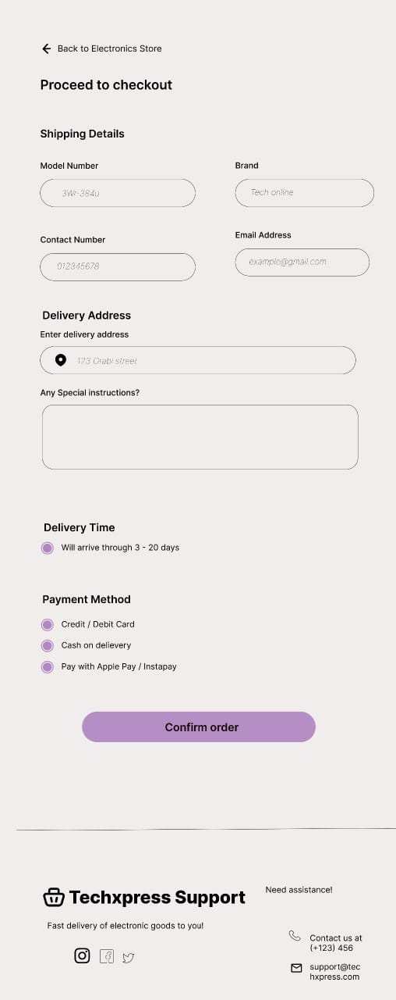 Back to Electronics Store
Proceed to checkout
Shipping Details
Model Number
Brand
3Wr-384u
Tech online
Contact Number
Email Address
012345678
example@gmail.com
Delivery Address
Enter delivery address
123 Orabi street
Any Special instructions?
Delivery Time
Will arrive through 3 - 20 days
Payment Method
Credit / Debit Card
Cash on delievery
Pay with Apple Pay / Instapay
Confirm order
Techxpress Support
Need assistance!
Fast delivery of electronic goods to you!
Contact us at
(+123) 456
support@tec
hxpress.com